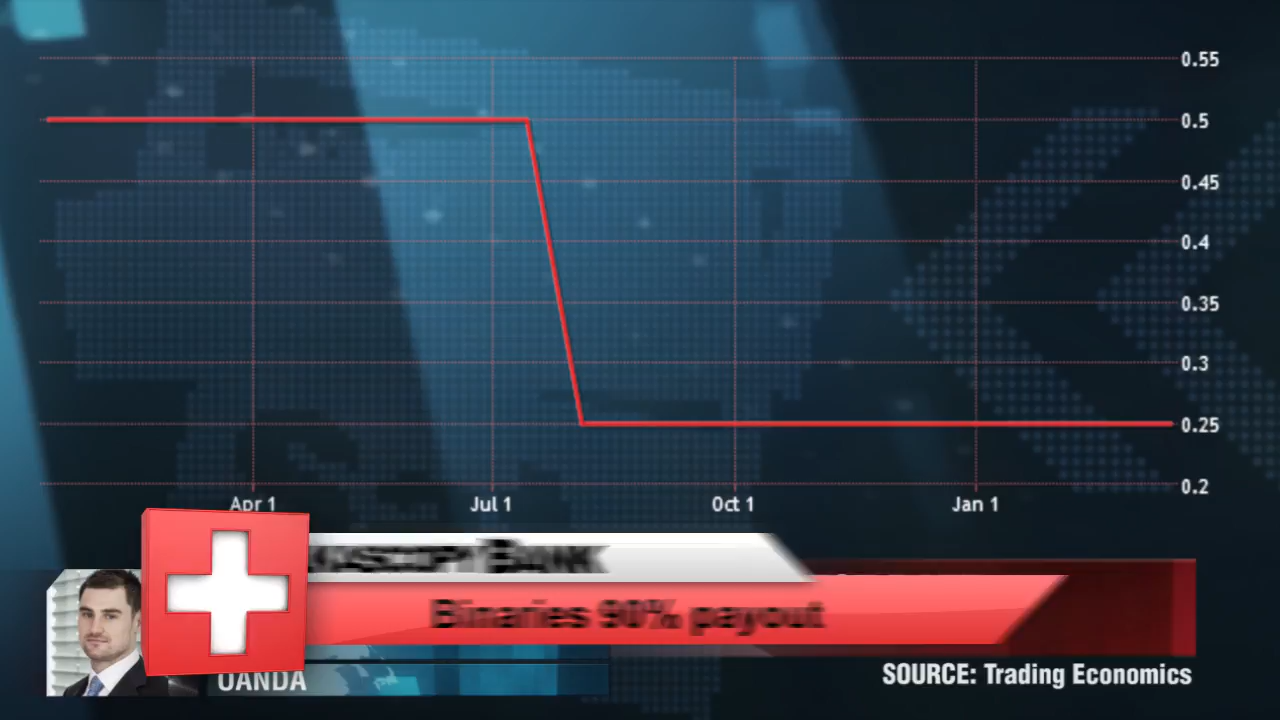 0.55
0.5
0.45
0.4
0.35
0.3
0.25
0.2
Apr 1 Jul 1 Oct 1 Jan 1
BANK
Binaries 90% payout
OANDA
SOURCE: Trading Economics